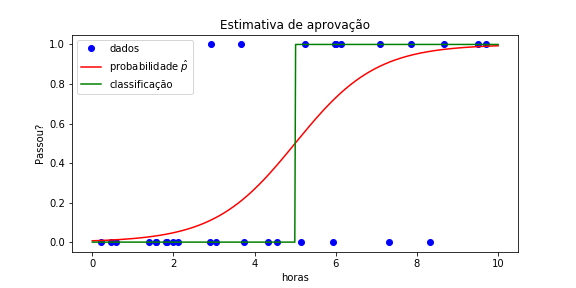 Estimativa de aprovação
1.0
0.8
0.6
0.4
0.2
0.0
Passou?
dados
probabilidade p̂
classificação
0
2
4
6
8
10
horas